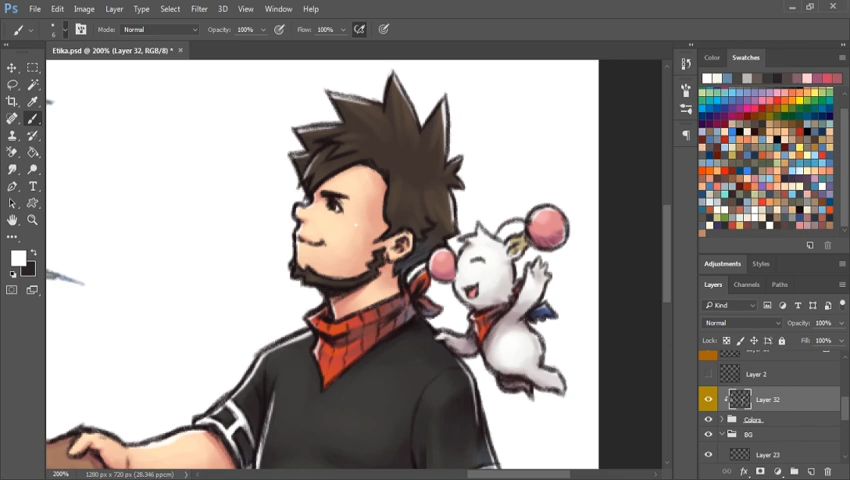 Ps File Edit Image Layer Type Select Filter 3D View Window Help
6 Mode: Normal Opacity: 100% Flow: 100%
Etika.psd @ 200% (Layer 32, RGB/8) * ×
Color Swatches
Adjustments Styles
Layers Channels Paths
Kind
Normal Opacity: 100%
Lock: Fill: 100%
Layer 2
Layer 32
Colors
BG
Layer 23
200% 1280 px x 720 px (28.346 ppcm)
fx